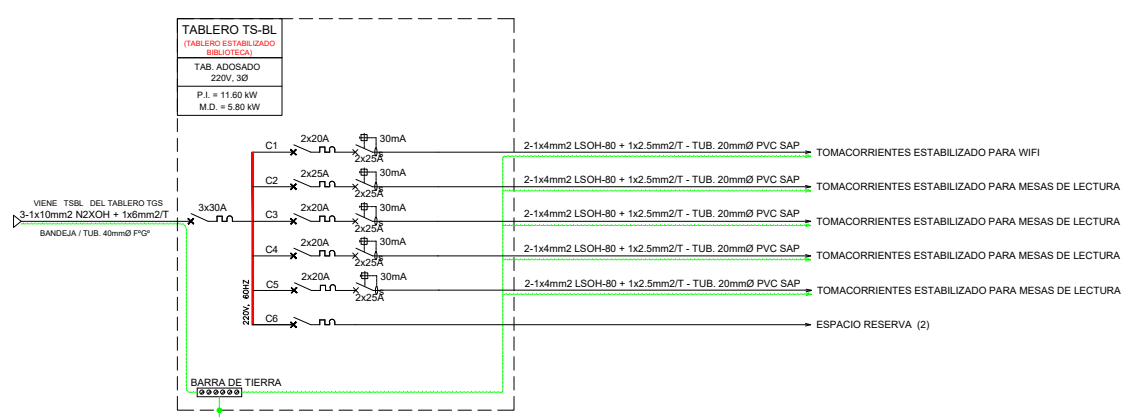 TABLERO TS-BL
(TABLERO ESTABILIZADO
BIBLIOTECA)
TAB. ADOSADO
220V, 3Ø
P.I. = 11.60 kW
M.D. = 5.80 kW
VIENE TSBL DEL TABLERO TGS
3-1x10mm2 N2XOH + 1x6mm2/T
BANDEJA / TUB. 40mmØ F°G°
3x30A
220V, 60HZ
C1 2x20A 30mA 2x25A 2-1x4mm2 LSOH-80 + 1x2.5mm2/T - TUB. 20mmØ PVC SAP TOMACORRIENTES ESTABILIZADO PARA WIFI
C2 2x25A 30mA 2x25A 2-1x4mm2 LSOH-80 + 1x2.5mm2/T - TUB. 20mmØ PVC SAP TOMACORRIENTES ESTABILIZADO PARA MESAS DE LECTURA
C3 2x20A 30mA 2x25A 2-1x4mm2 LSOH-80 + 1x2.5mm2/T - TUB. 20mmØ PVC SAP TOMACORRIENTES ESTABILIZADO PARA MESAS DE LECTURA
C4 2x20A 30mA 2x25A 2-1x4mm2 LSOH-80 + 1x2.5mm2/T - TUB. 20mmØ PVC SAP TOMACORRIENTES ESTABILIZADO PARA MESAS DE LECTURA
C5 2x20A 30mA 2x25A 2-1x4mm2 LSOH-80 + 1x2.5mm2/T - TUB. 20mmØ PVC SAP TOMACORRIENTES ESTABILIZADO PARA MESAS DE LECTURA
C6 ESPACIO RESERVA (2)
BARRA DE TIERRA